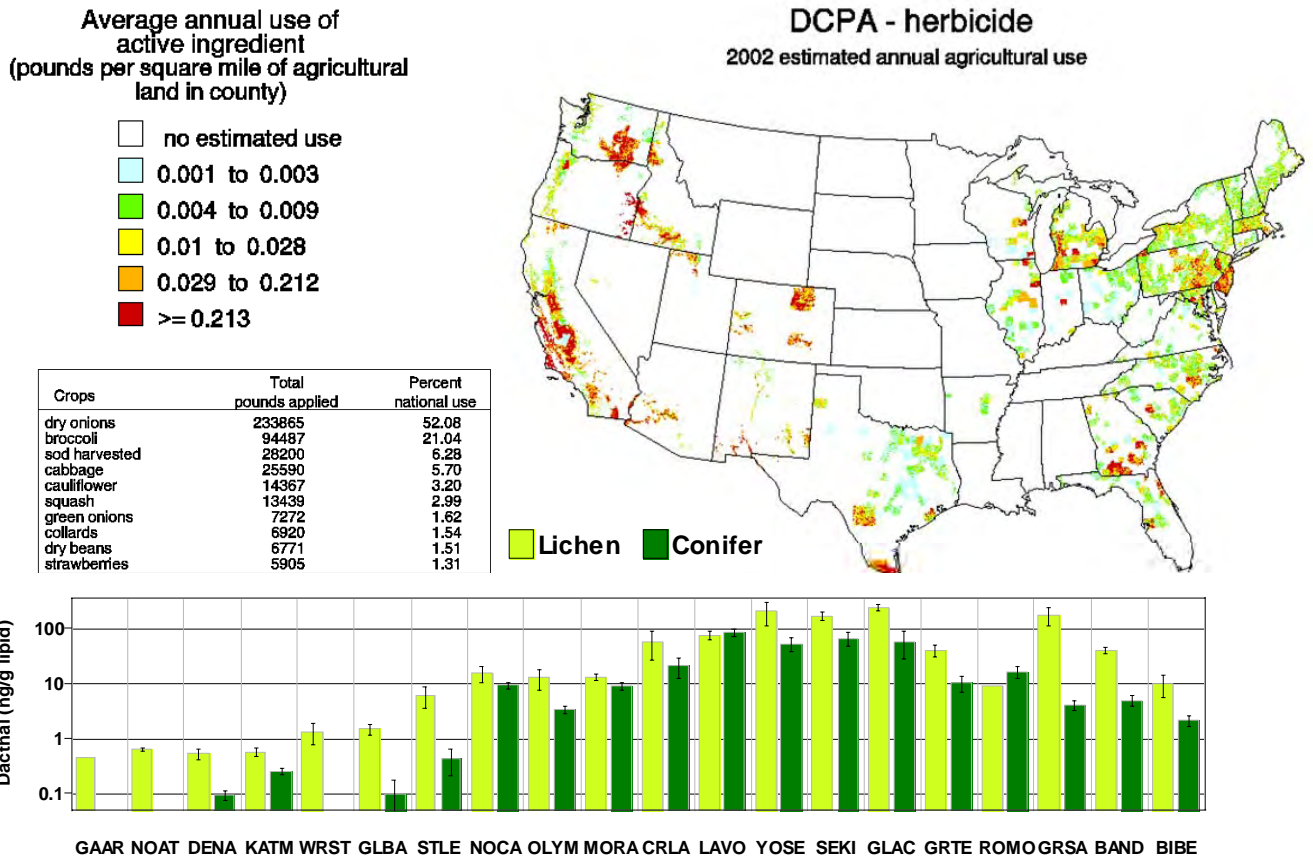 Average annual use of
active ingredient
(pounds per square mile of agricultural
land in county)
no estimated use
0.001 to 0.003
0.004 to 0.009
0.01 to 0.028
0.029 to 0.212
>= 0.213
DCPA - herbicide
2002 estimated annual agricultural use
Crops Total pounds applied Percent national use
dry onions 233865 52.08
broccoli 94487 21.04
sod harvested 28200 6.28
cabbage 25590 5.70
cauliflower 14367 3.20
squash 13439 2.99
green onions 7272 1.62
collards 6920 1.54
dry beans 6771 1.51
strawberries 5905 1.31
Lichen Conifer
Dacthal (ng/g lipid)
100
10
1
0.1
GAAR NOAT DENA KATM WRST GLBA STLE NOCA OLYM MORA CRLA LAVO YOSE SEKI GLAC GRTE ROMO GRSA BAND BIBE